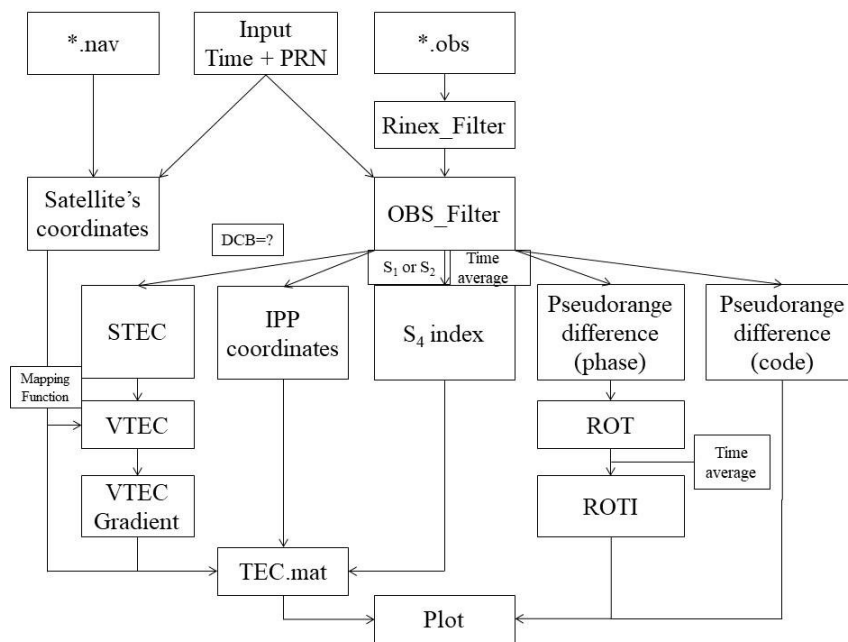 *.nav
Input
Time + PRN
*.obs
Rinex_Filter
Satellite's
coordinates
OBS_Filter
DCB=?
S₁ or S₂
Time
average
STEC
IPP
coordinates
S₄ index
Pseudorange
difference
(phase)
Pseudorange
difference
(code)
Mapping
Function
VTEC
ROT
Time
average
VTEC
Gradient
ROTI
TEC.mat
Plot